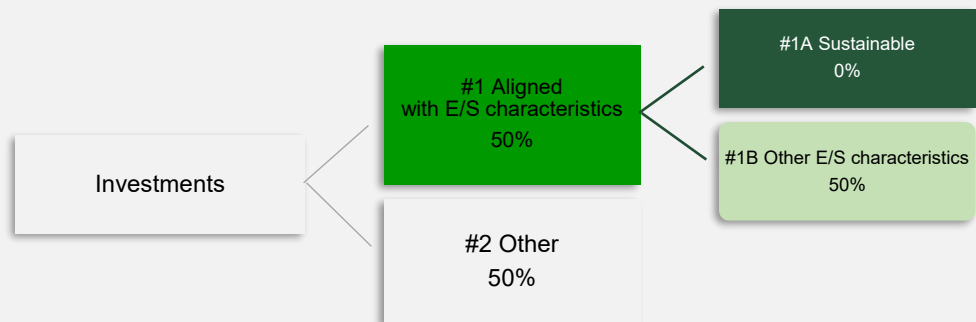 Investments
#1 Aligned
with E/S characteristics
50%
#2 Other
50%
#1A Sustainable
0%
#1B Other E/S characteristics
50%